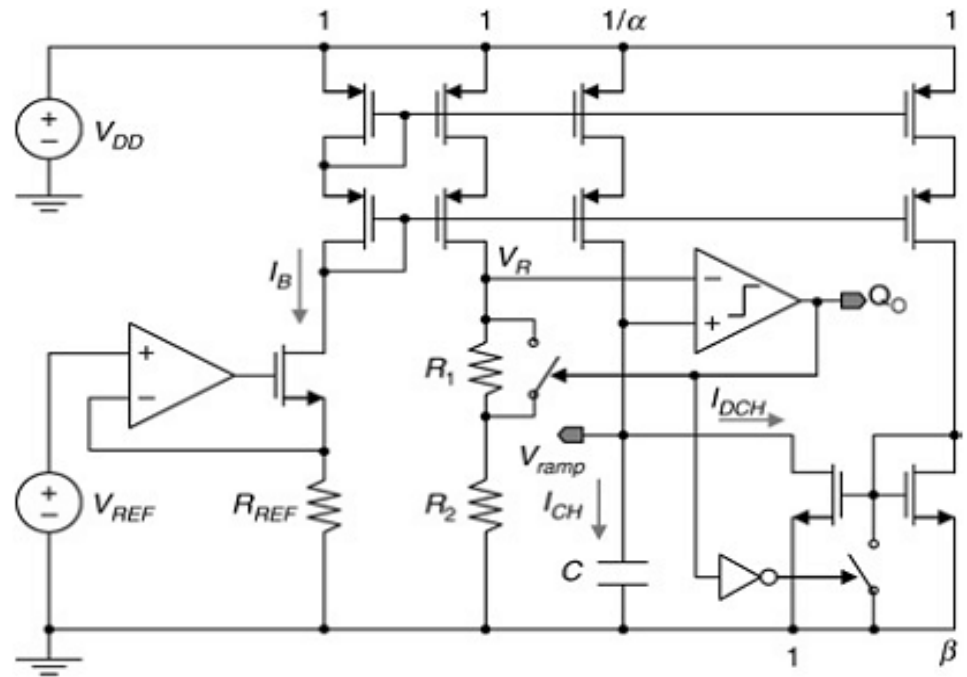 1 1 1/α 1
V_DD
V_R
I_B
Q_O
+
−
−
+
+
−
R_1
I_DCH
V_ramp
V_REF
R_REF
R_2
I_CH
C
+
−
1 β